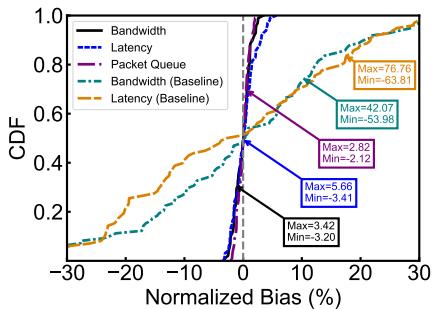 1.0
0.8
0.6
0.4
0.2
CDF
Bandwidth
Latency
Packet Queue
Bandwidth (Baseline)
Latency (Baseline)
Max=76.76
Min=-63.81
Max=42.07
Min=-53.98
Max=2.82
Min=-2.12
Max=5.66
Min=-3.41
Max=3.42
Min=-3.20
−30 −20 −10 0 10 20 30
Normalized Bias (%)